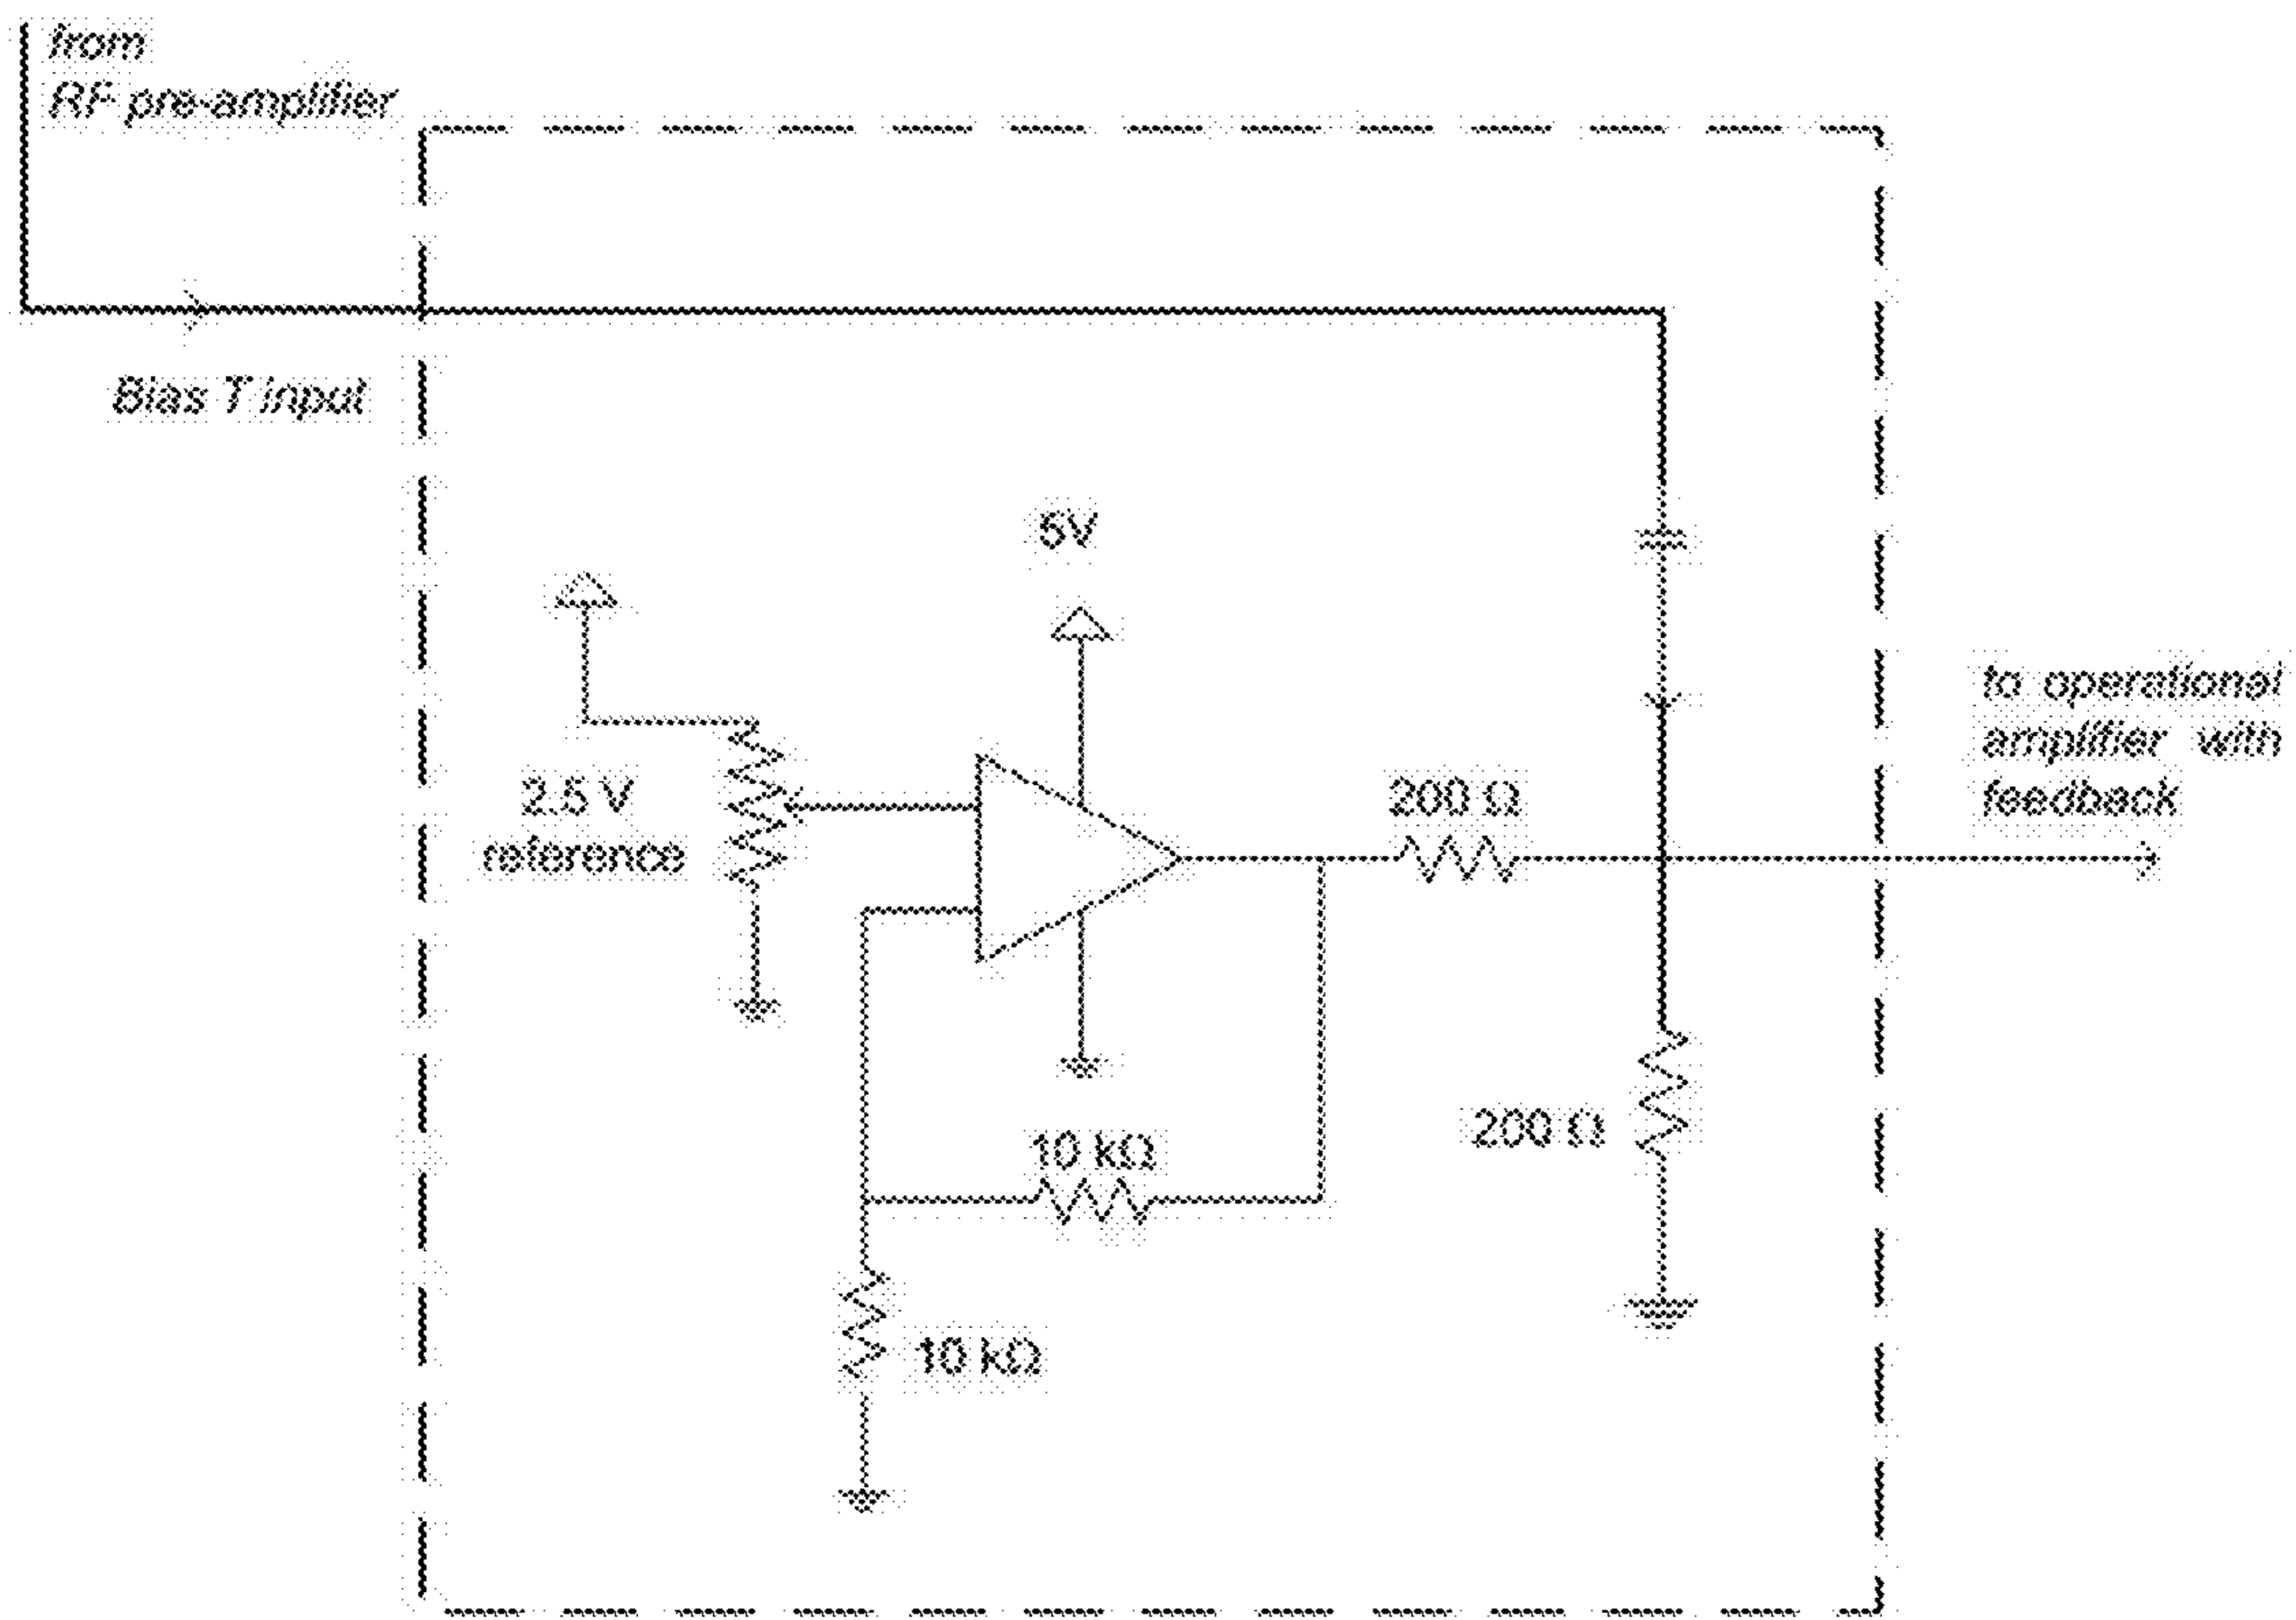 from
RF pre-amplifier
Bias T input
5V
2.5 V
reference
200 Ω
to operational
amplifier with
feedback
200 Ω
10 kΩ
10 kΩ